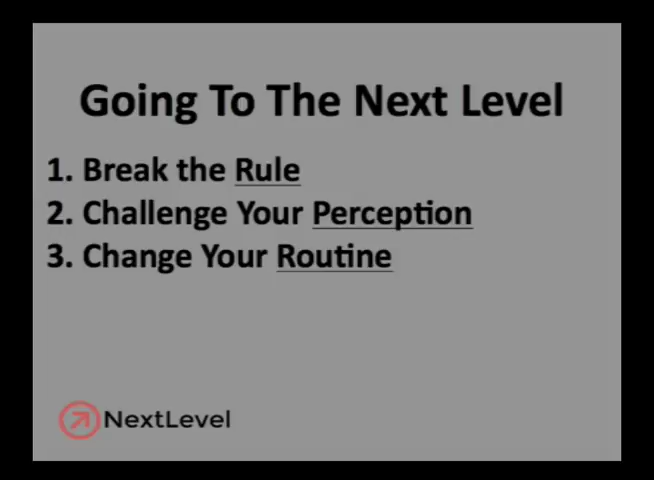 Going To The Next Level
1. Break the Rule
2. Challenge Your Perception
3. Change Your Routine
NextLevel